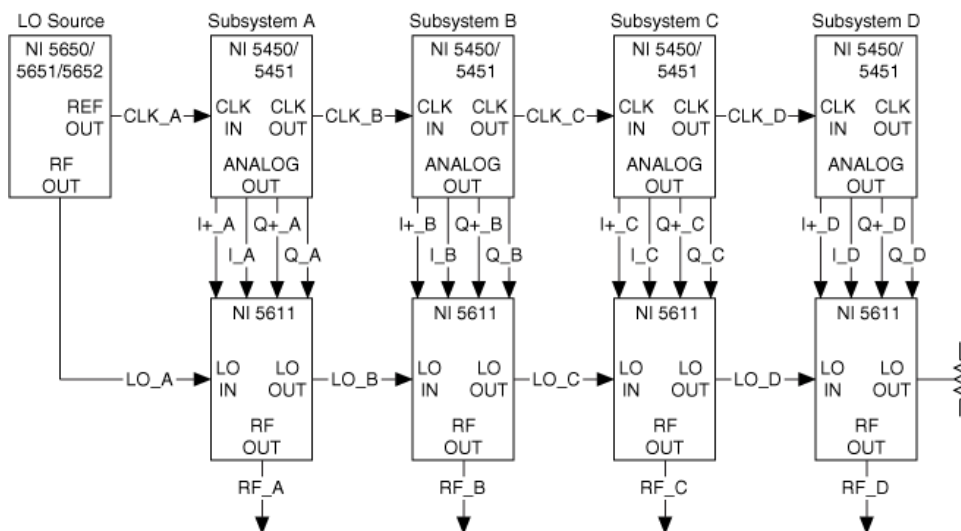 LO Source
Subsystem A
Subsystem B
Subsystem C
Subsystem D
NI 5650/
5651/5652
NI 5450/
5451
NI 5450/
5451
NI 5450/
5451
NI 5450/
5451
REF
OUT
CLK_A
CLK
IN
CLK
OUT
CLK_B
CLK
IN
CLK
OUT
CLK_C
CLK
IN
CLK
OUT
CLK_D
CLK
IN
CLK
OUT
RF
OUT
ANALOG
OUT
ANALOG
OUT
ANALOG
OUT
ANALOG
OUT
I+_A
Q+_A
I+_B
Q+_B
I+_C
Q+_C
I+_D
Q+_D
I_A
Q_A
I_B
Q_B
I_C
Q_C
I_D
Q_D
NI 5611
NI 5611
NI 5611
NI 5611
LO_A
LO
IN
LO
OUT
LO_B
LO
IN
LO
OUT
LO_C
LO
IN
LO
OUT
LO_D
LO
IN
LO
OUT
RF
OUT
RF
OUT
RF
OUT
RF
OUT
RF_A
RF_B
RF_C
RF_D